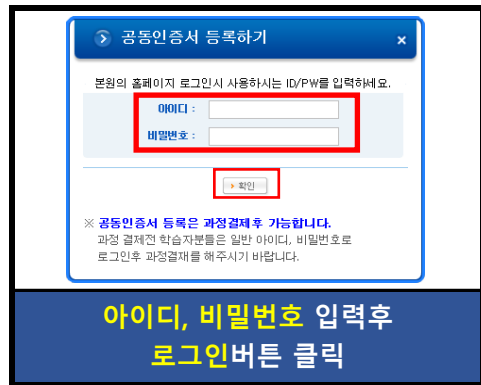 공동인증서 등록하기
본원의 홈페이지 로그인시 사용하시는 ID/PW를 입력하세요.
아이디 :
비밀번호 :
확인
※ 공동인증서 등록은 과정결제후 가능합니다.
과정 결제전 학습자분들은 일반 아이디, 비밀번호로
로그인후 과정결재를 해주시기 바랍니다.
아이디, 비밀번호 입력후
로그인버튼 클릭